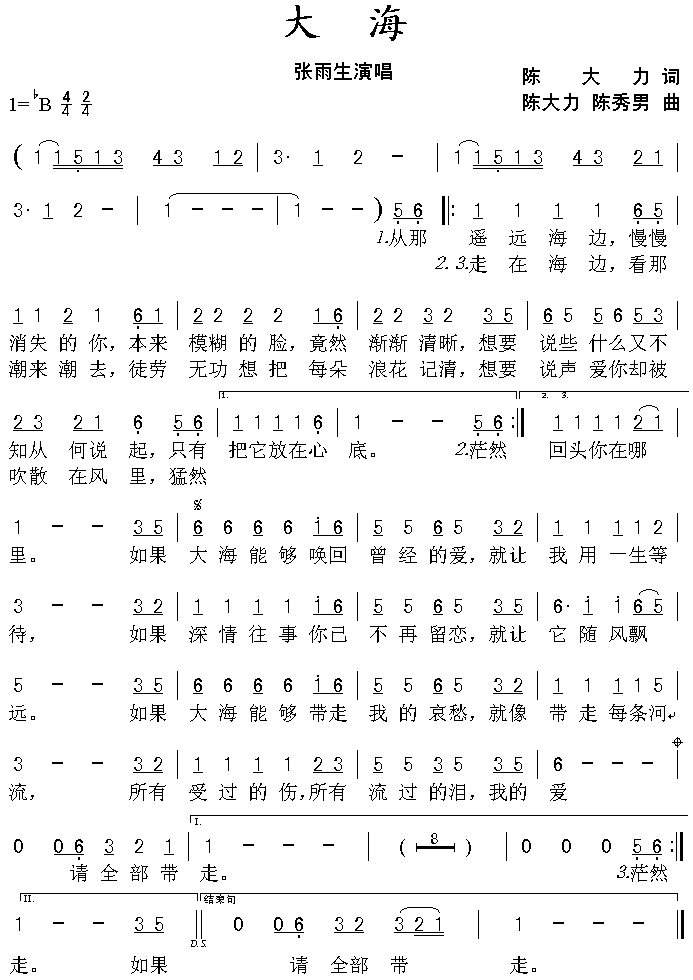 大 海
张雨生演唱
陈 大 力 词
1=♭B 4/4 2/4 陈大力 陈秀男 曲
( 1 1 5 1 3 4 3 1 2 | 3· 1 2 − | 1 1 5 1 3 4 3 2 1 |
3· 1 2 − | 1 − − | 1 − ) 5 6 ‖: 1 1 1 1 6 5 |
1.从那 遥 远 海 边，慢慢
2.3.走 在 海 边，看那
1 1 2 1 6 1 | 2 2 2 2 1 6 | 2 2 3 2 3 5 | 5 5 6 5 5 3 |
消失 的 你，本来 模糊 的 脸，竟然 渐渐 清晰，想要 说些 什么 又不
潮来 潮 去，徒劳 无功 想 把 每朵 浪花 记清，想要 说声 爱你 却被
1. 2. 3.
2 3 2 1 6 5 6 | 1 1 1 1 6 | 1 − − 5 6 :‖ 1 1 1 1 2 1 |
知从 何说 起，只有 把它放在心 底。 2.茫然 回头你在哪
吹散 在风 里，猛然
1 − − 3 5 | 6 6 6 6 i 6 | 5 5 6 5 3 2 | 1 1 1 1 2 |
里。 如果 大 海 能 够 唤回 曾 经 的 爱，就让 我 用 一生等
3 − − 3 2 | 1 1 1 1 i 6 | 5 5 6 5 3 2 | 6· i i 6 5 |
待， 如果 深 情 往 事 你已 不 再 留恋，就让 它 随 风飘
5 − − 3 5 | 6 6 6 6 i 6 | 5 5 6 5 3 2 | 1 1 1 1 2 |
远。 如果 大 海 能 够 带走 我 的 哀愁，就像 带 走 每条河
3 − − 3 2 | 1 1 1 1 2 3 | 5 5 3 5 3 5 | 6 − − |
流， 所有 受 过 的 伤，所有 流 过 的泪，我的 爱
I.
0 0 6 3 2 1 | 1 − − − | ( 8 ) | 0 0 0 5 6 :‖
请 全 部 带 走。 3.茫然
II. 结束句
1 − − 3 5 ‖ 0 0 6 3 2 3 2 1 | 1 − − − ‖
D.S.
走。 如果 请 全部 带 走。